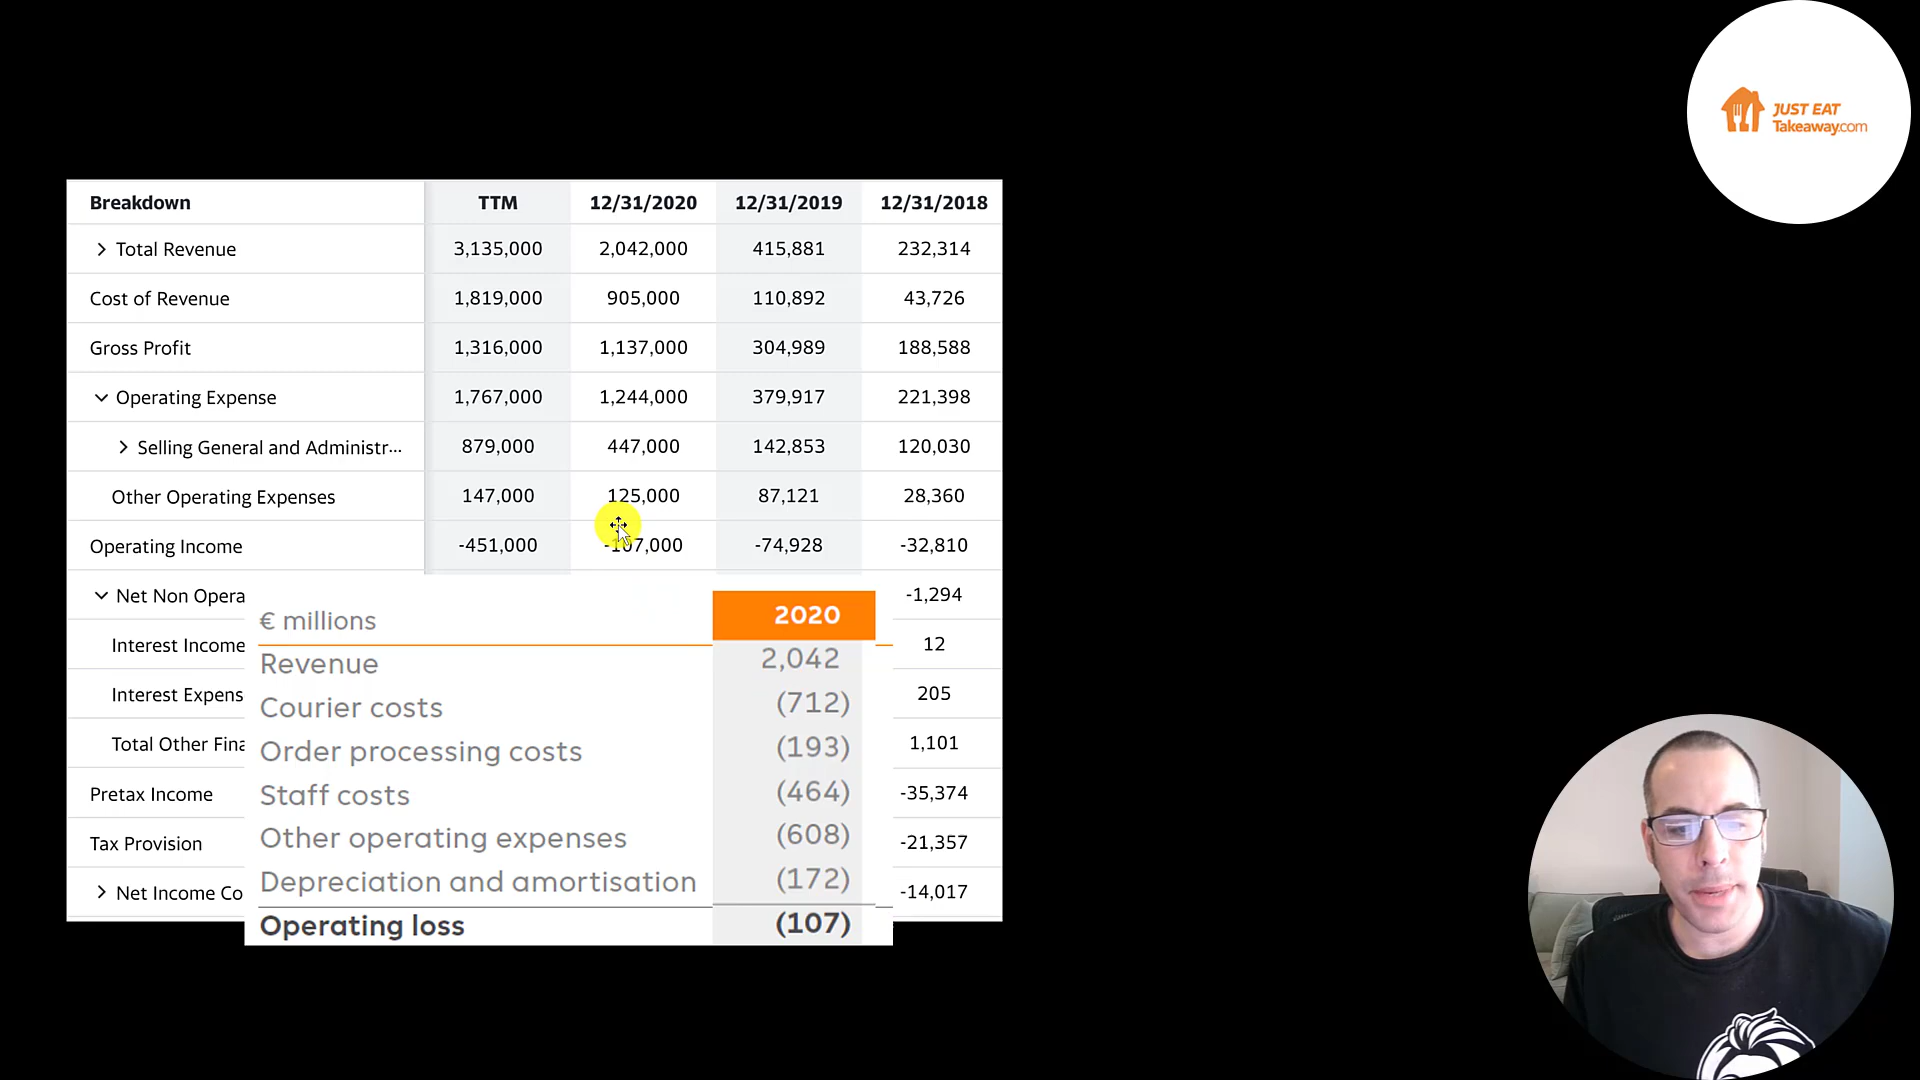 JUST EAT
Takeaway.com
Breakdown TTM 12/31/2020 12/31/2019 12/31/2018
Total Revenue 3,135,000 2,042,000 415,881 232,314
Cost of Revenue 1,819,000 905,000 110,892 43,726
Gross Profit 1,316,000 1,137,000 304,989 188,588
Operating Expense 1,767,000 1,244,000 379,917 221,398
Selling General and Administr... 879,000 447,000 142,853 120,030
Other Operating Expenses 147,000 125,000 87,121 28,360
Operating Income -451,000 -107,000 -74,928 -32,810
Net Non Opera -1,294
Interest Income 12
Interest Expens 205
Total Other Fina 1,101
Pretax Income -35,374
Tax Provision -21,357
Net Income Co -14,017
€ millions 2020
Revenue 2,042
Courier costs (712)
Order processing costs (193)
Staff costs (464)
Other operating expenses (608)
Depreciation and amortisation (172)
Operating loss (107)